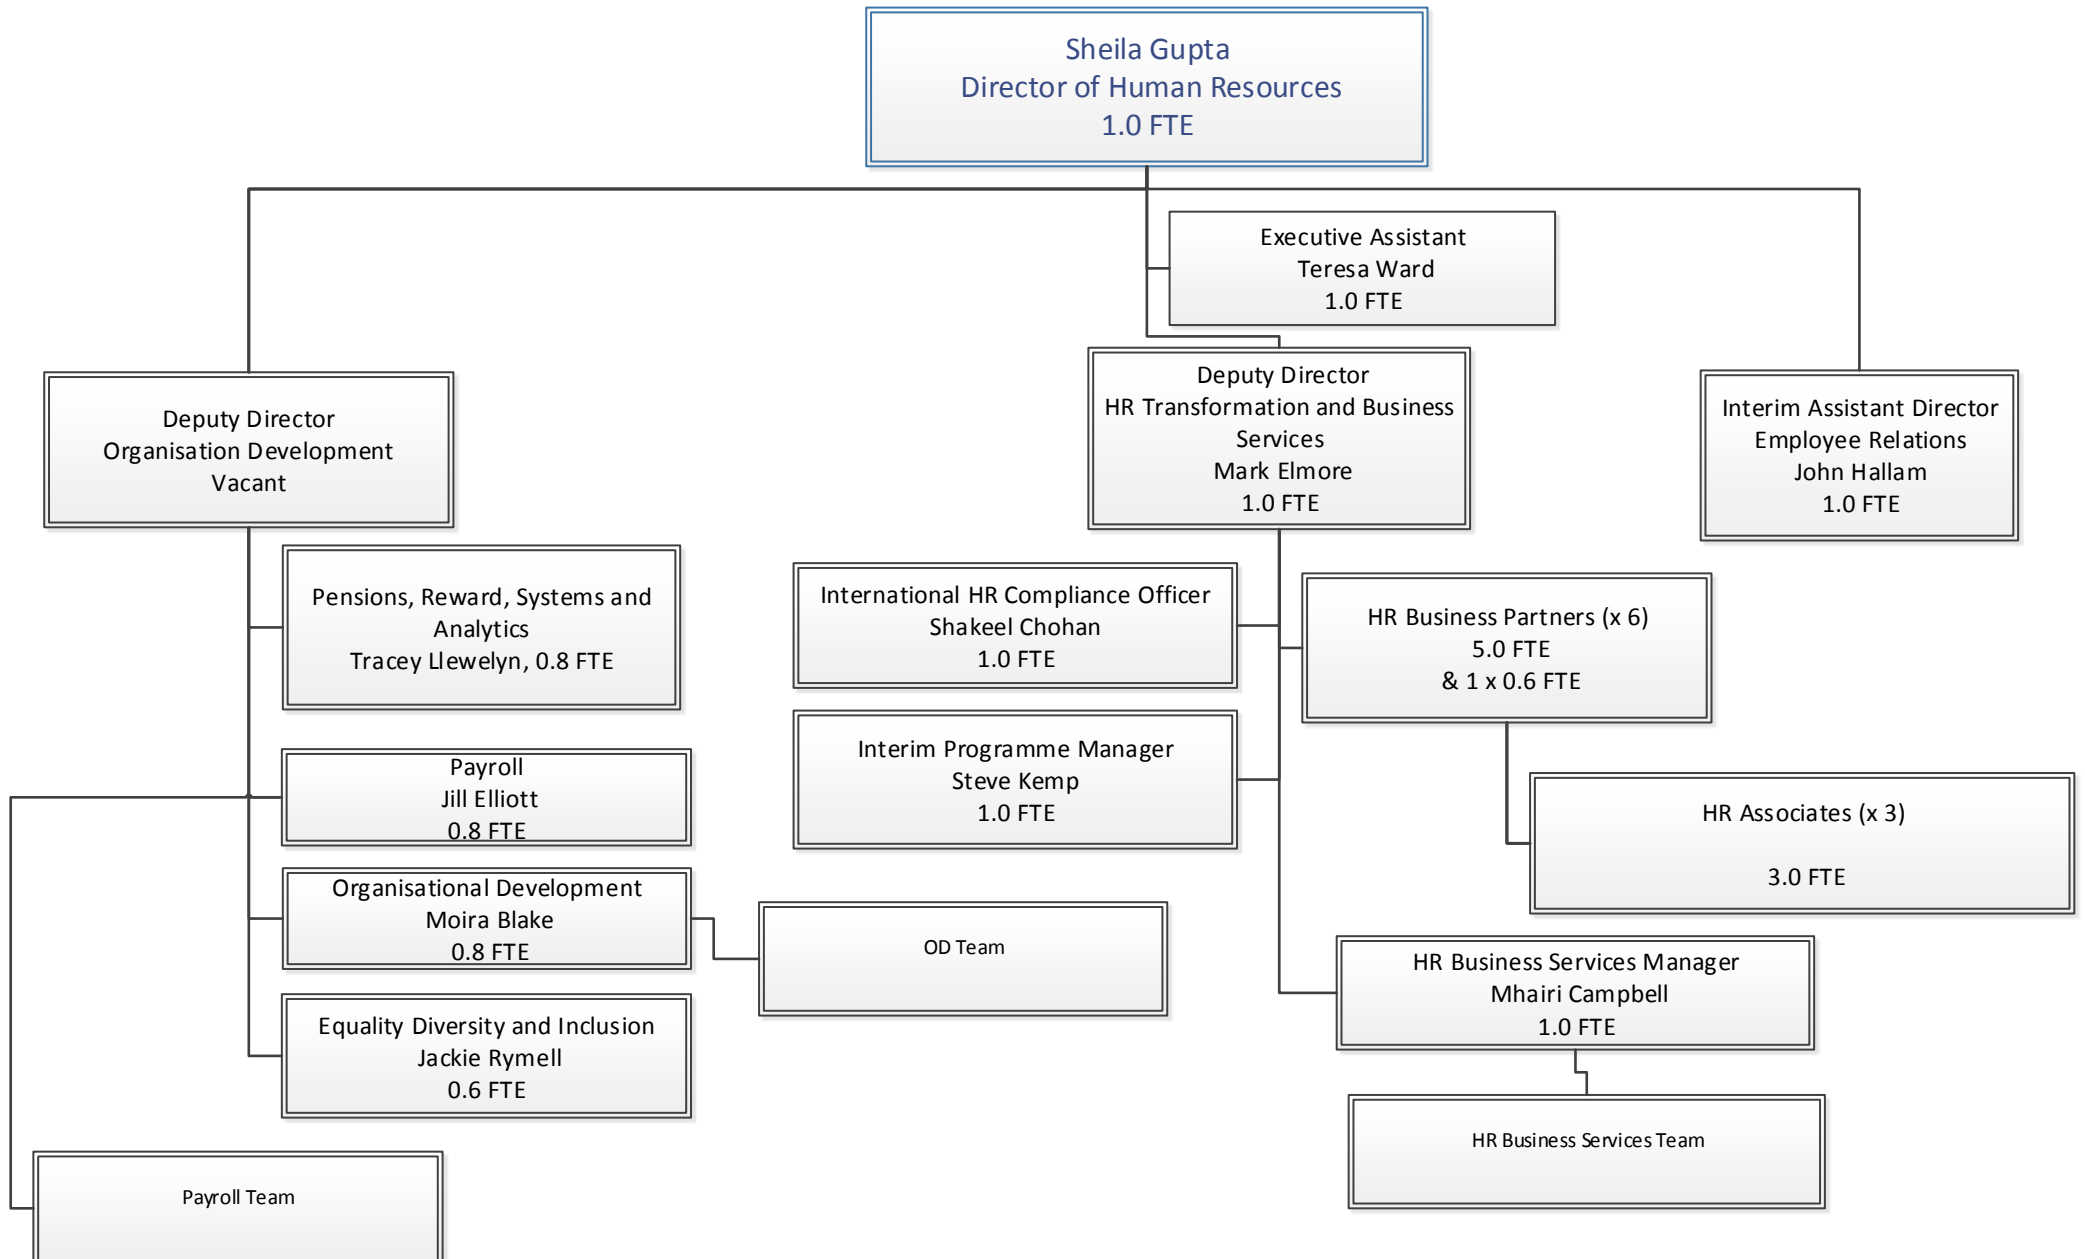 Sheila Gupta
Director of Human Resources
1.0 FTE
Executive Assistant
Teresa Ward
1.0 FTE
Deputy Director
Organisation Development
Vacant
Deputy Director
HR Transformation and Business
Services
Mark Elmore
1.0 FTE
Interim Assistant Director
Employee Relations
John Hallam
1.0 FTE
Pensions, Reward, Systems and
Analytics
Tracey Llewelyn, 0.8 FTE
Payroll
Jill Elliott
0.8 FTE
Organisational Development
Moira Blake
0.8 FTE
OD Team
Equality Diversity and Inclusion
Jackie Rymell
0.6 FTE
Payroll Team
International HR Compliance Officer
Shakeel Chohan
1.0 FTE
Interim Programme Manager
Steve Kemp
1.0 FTE
HR Business Partners (x 6)
5.0 FTE
& 1 x 0.6 FTE
HR Associates (x 3)
3.0 FTE
HR Business Services Manager
Mhairi Campbell
1.0 FTE
HR Business Services Team